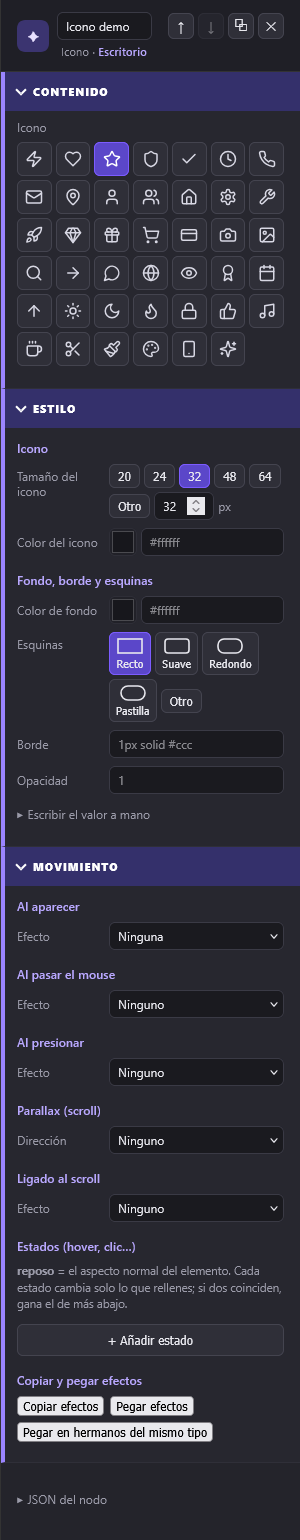 Icono demo
Icono · Escritorio
CONTENIDO
Icono
ESTILO
Icono
Tamaño del icono
20
24
32
48
64
Otro
32
px
Color del icono
#ffffff
Fondo, borde y esquinas
Color de fondo
#ffffff
Esquinas
Recto
Suave
Redondo
Pastilla
Otro
Borde
1px solid #ccc
Opacidad
1
▸ Escribir el valor a mano
MOVIMIENTO
Al aparecer
Efecto
Ninguna
Al pasar el mouse
Efecto
Ninguno
Al presionar
Efecto
Ninguno
Parallax (scroll)
Dirección
Ninguno
Ligado al scroll
Efecto
Ninguno
Estados (hover, clic...)
reposo = el aspecto normal del elemento. Cada
estado cambia solo lo que rellenes; si dos coinciden,
gana el de más abajo.
+ Añadir estado
Copiar y pegar efectos
Copiar efectos
Pegar efectos
Pegar en hermanos del mismo tipo
▸ JSON del nodo